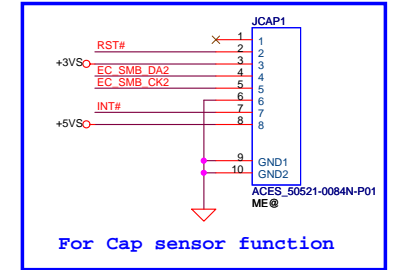 JCAP1
1 1
RST# 2 2
+3VS 3 3
EC_SMB_DA2 4 4
EC_SMB_CK2 5 5
6 6
INT# 7 7
+5VS 8 8
9 GND1
10 GND2
ACES_50521-0084N-P01
ME@
For Cap sensor function